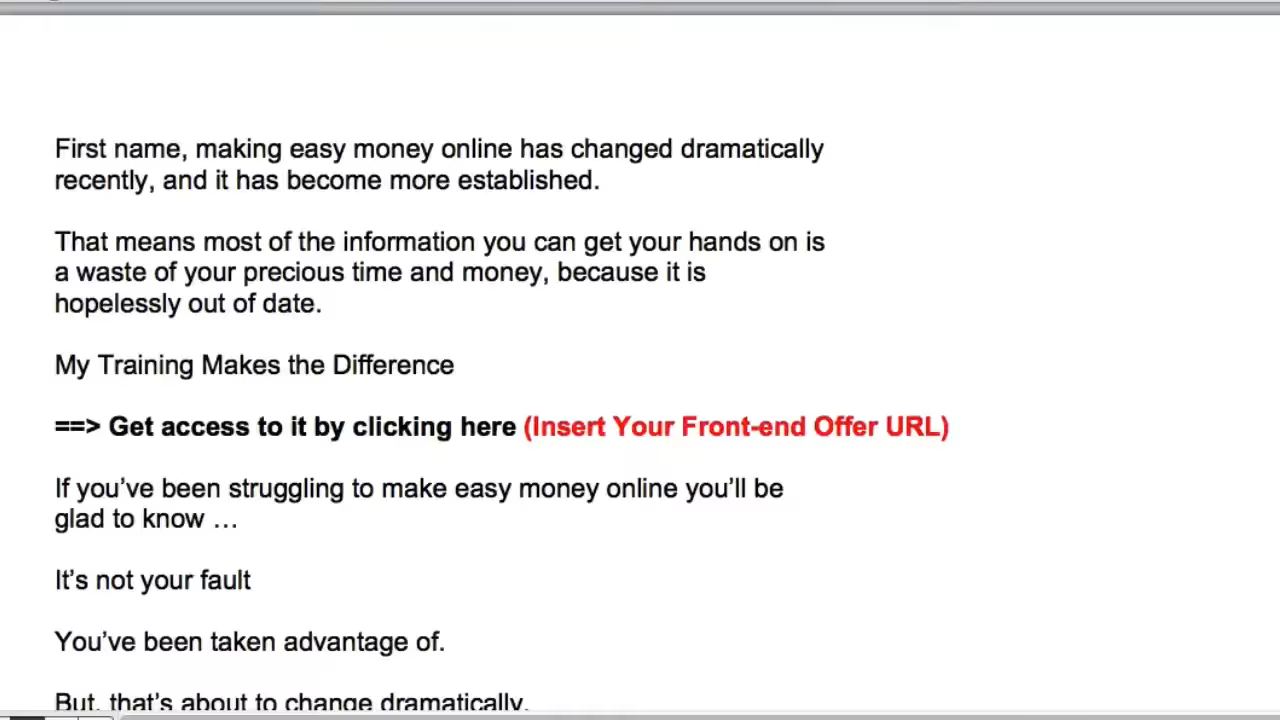 First name, making easy money online has changed dramatically
recently, and it has become more established.
That means most of the information you can get your hands on is
a waste of your precious time and money, because it is
hopelessly out of date.
My Training Makes the Difference
==> Get access to it by clicking here (Insert Your Front-end Offer URL)
If you’ve been struggling to make easy money online you’ll be
glad to know …
It’s not your fault
You’ve been taken advantage of.
But, that’s about to change dramatically.